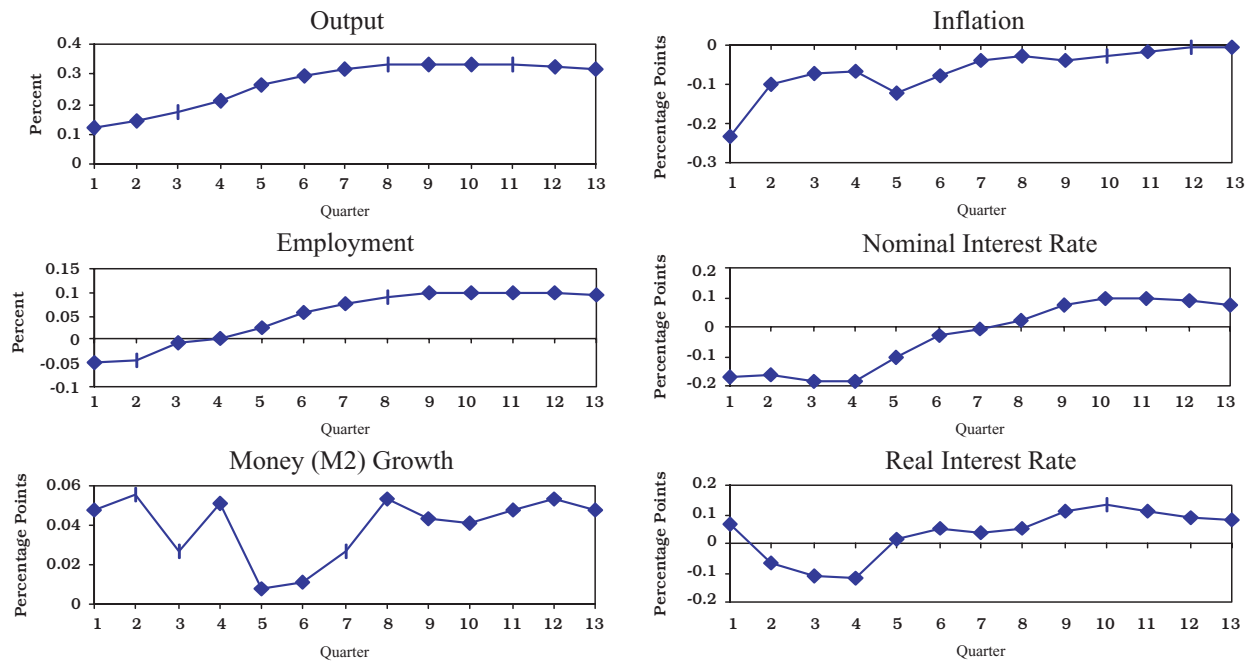 Output
Percent
0.4
0.3
0.2
0.1
0
1 2 3 4 5 6 7 8 9 10 11 12 13
Quarter
Inflation
Percentage Points
0
-0.1
-0.2
-0.3
1 2 3 4 5 6 7 8 9 10 11 12 13
Quarter
Employment
Percent
0.15
0.1
0.05
0
-0.05
-0.1
1 2 3 4 5 6 7 8 9 10 11 12 13
Quarter
Nominal Interest Rate
Percentage Points
0.2
0.1
0
-0.1
-0.2
1 2 3 4 5 6 7 8 9 10 11 12 13
Quarter
Money (M2) Growth
Percentage Points
0.06
0.04
0.02
0
1 2 3 4 5 6 7 8 9 10 11 12 13
Quarter
Real Interest Rate
Percentage Points
0.2
0.1
0
-0.1
-0.2
1 2 3 4 5 6 7 8 9 10 11 12 13
Quarter